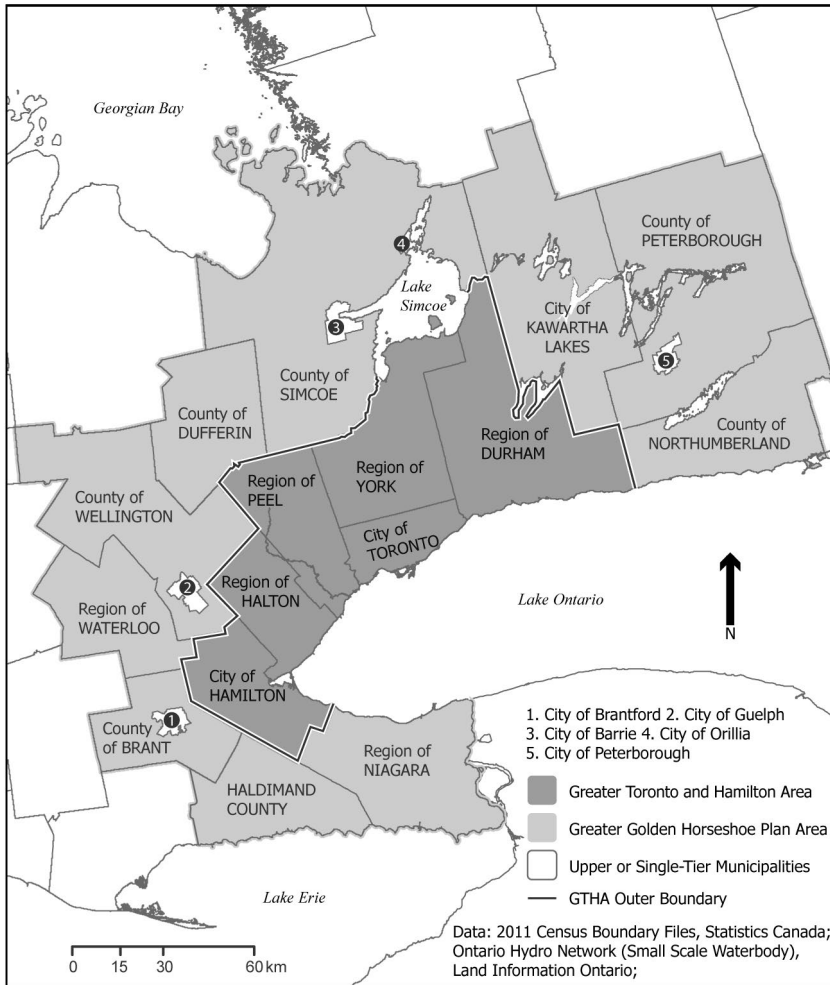 Georgian Bay
County of
PETERBOROUGH
4
Lake
Simcoe
3
City of
KAWARTHA
LAKES
5
County of
SIMCOE
County of
DUFFERIN
County of
NORTHUMBERLAND
Region of
DURHAM
Region of
YORK
Region of
PEEL
County of
WELLINGTON
City of
TORONTO
2
Region of
HALTON
Region of
WATERLOO
Lake Ontario
N
City of
HAMILTON
1
County
of BRANT
Region of
NIAGARA
HALDIMAND
COUNTY
Lake Erie
1. City of Brantford 2. City of Guelph
3. City of Barrie 4. City of Orillia
5. City of Peterborough
Greater Toronto and Hamilton Area
Greater Golden Horseshoe Plan Area
Upper or Single-Tier Municipalities
GTHA Outer Boundary
Data: 2011 Census Boundary Files, Statistics Canada;
Ontario Hydro Network (Small Scale Waterbody),
Land Information Ontario;
0 15 30 60 km